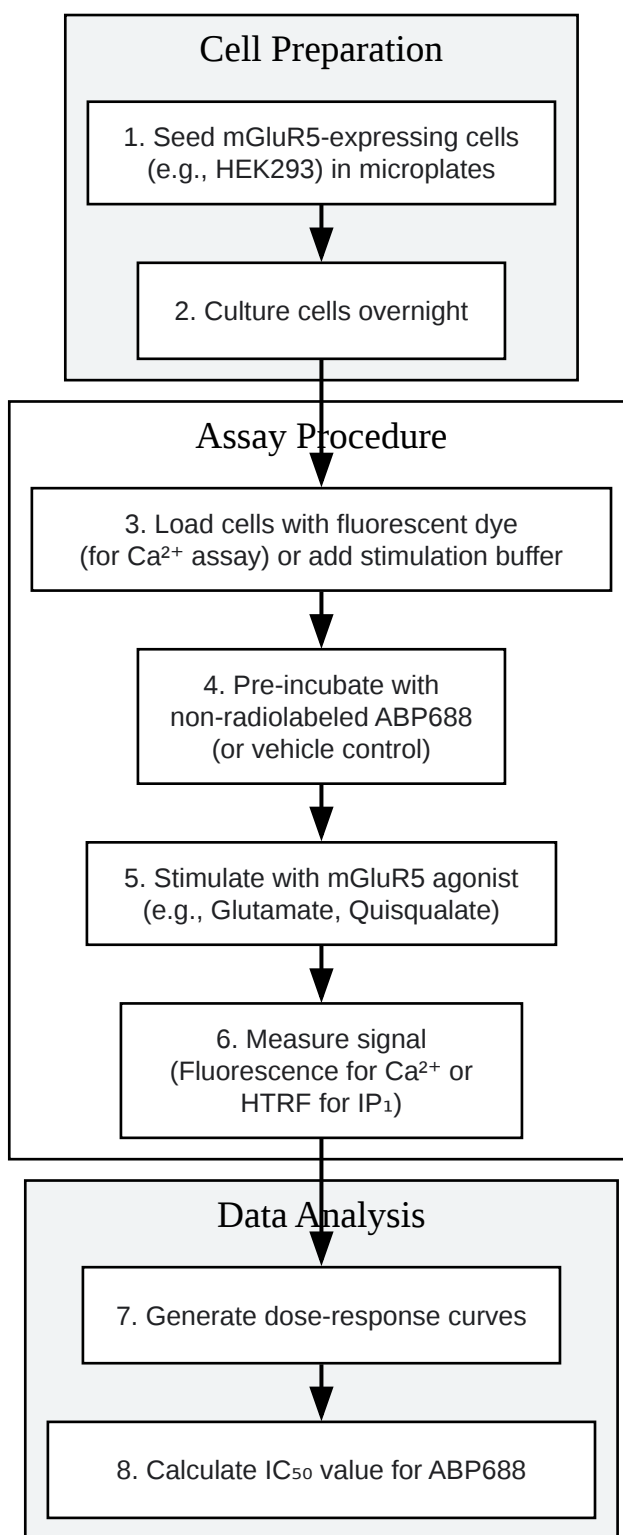 Cell Preparation
1. Seed mGluR5-expressing cells
(e.g., HEK293) in microplates
2. Culture cells overnight
Assay Procedure
3. Load cells with fluorescent dye
(for Ca²⁺ assay) or add stimulation buffer
4. Pre-incubate with
non-radiolabeled ABP688
(or vehicle control)
5. Stimulate with mGluR5 agonist
(e.g., Glutamate, Quisqualate)
6. Measure signal
(Fluorescence for Ca²⁺ or
HTRF for IP₁)
Data Analysis
7. Generate dose-response curves
8. Calculate IC₅₀ value for ABP688